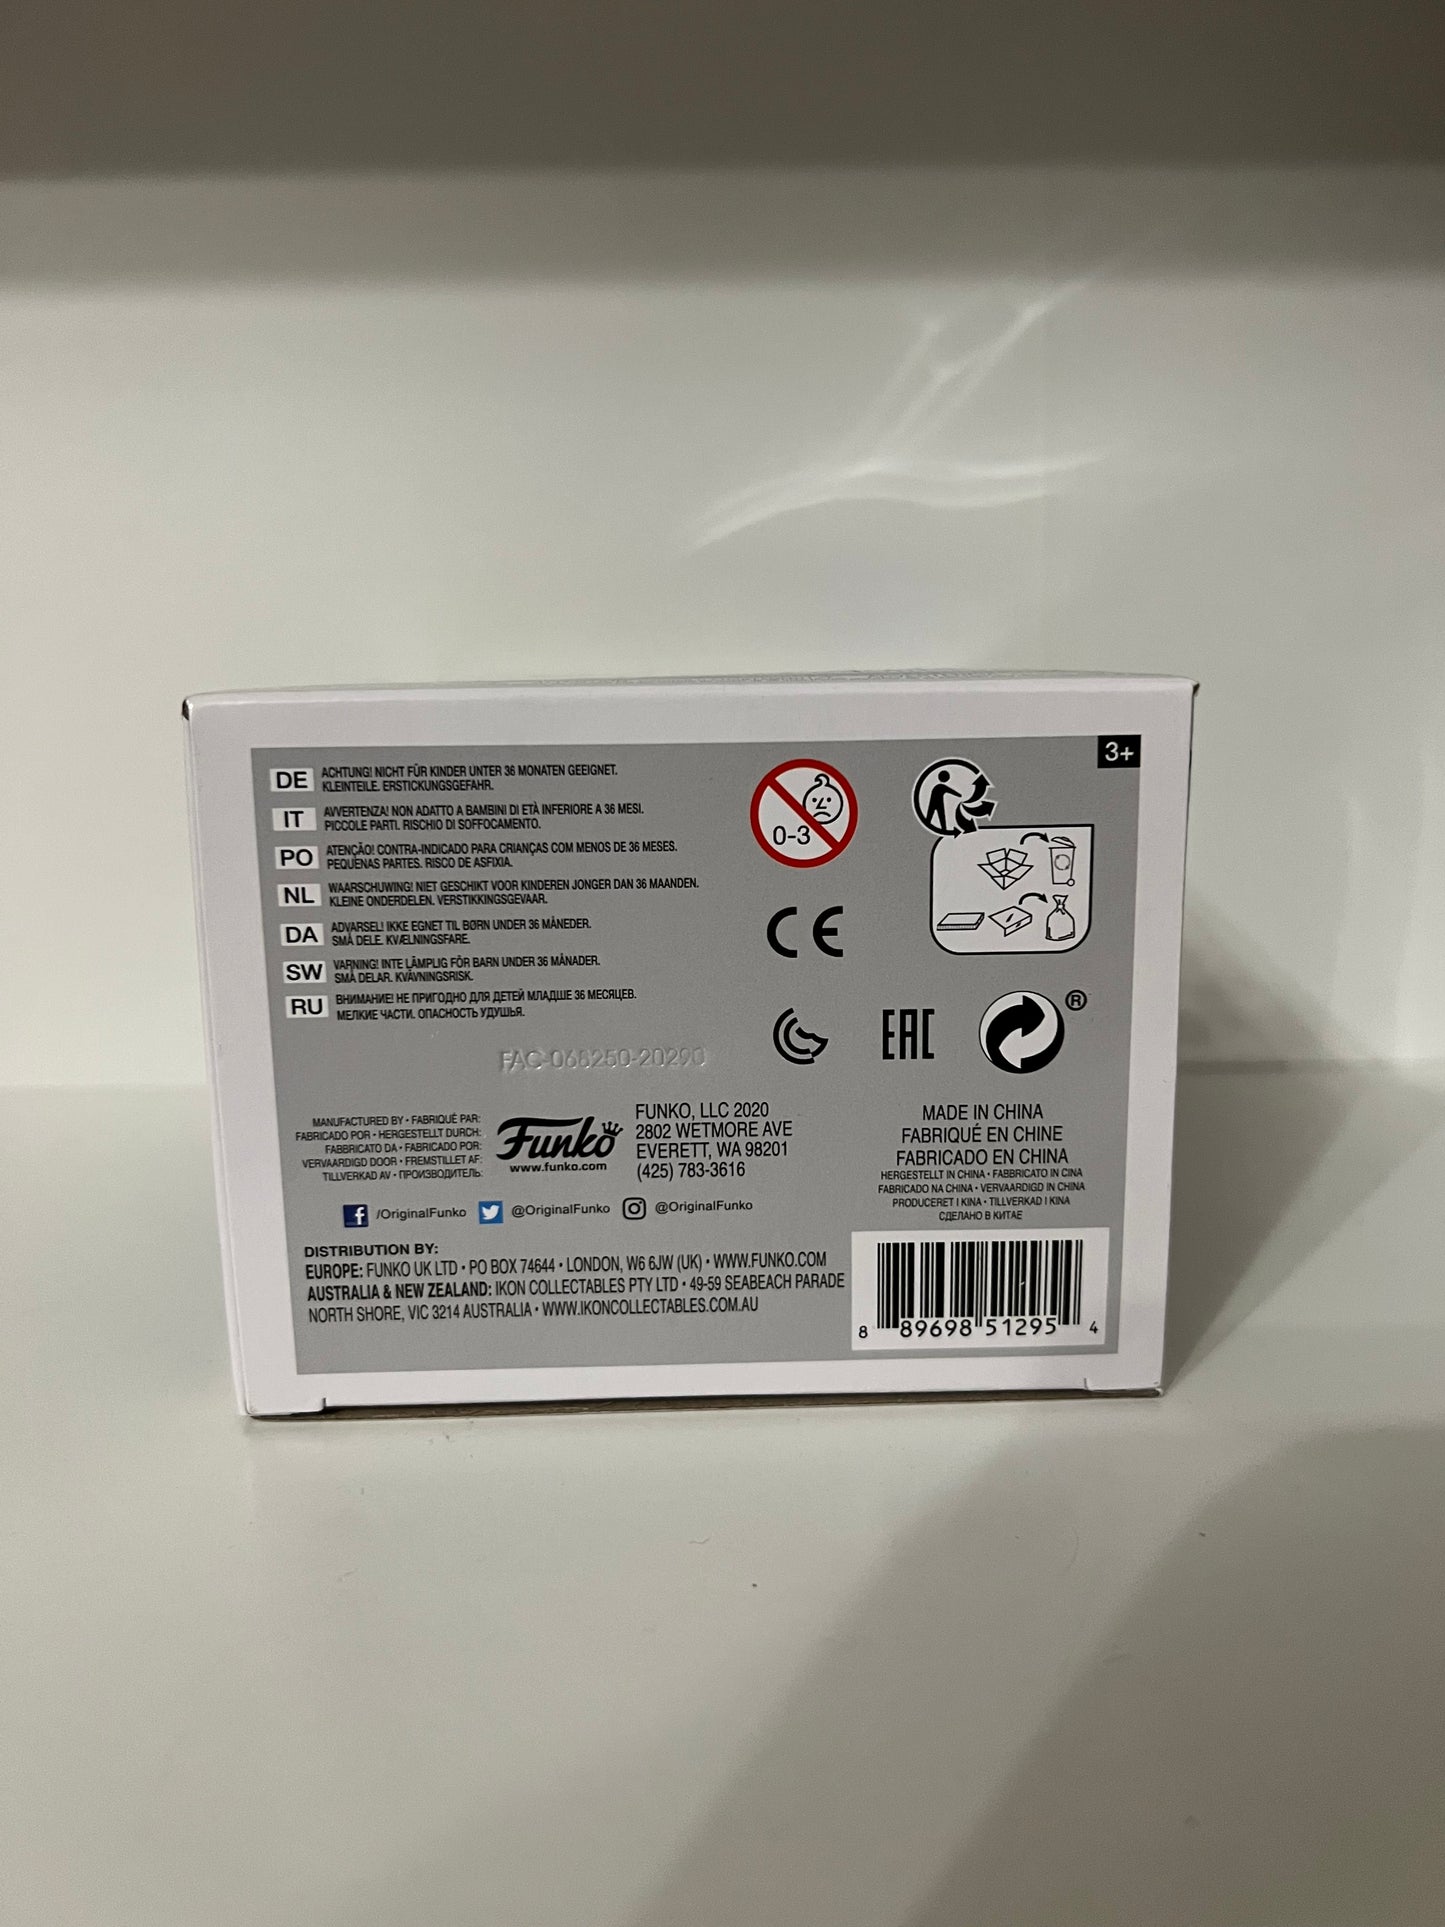 3+
DE ACHTUNG! NICHT FÜR KINDER UNTER 36 MONATEN GEEIGNET.
KLEINTEILE. ERSTICKUNGSGEFAHR.
IT AVVERTENZA! NON ADATTO A BAMBINI DI ETÀ INFERIORE A 36 MESI.
PICCOLE PARTI. RISCHIO DI SOFFOCAMENTO.
PO ATENÇÃO! CONTRA-INDICADO PARA CRIANÇAS COM MENOS DE 36 MESES.
PEQUENAS PARTES. RISCO DE ASFIXIA.
NL WAARSCHUWING! NIET GESCHIKT VOOR KINDEREN JONGER DAN 36 MAANDEN.
KLEINE ONDERDELEN. VERSTIKKINGSGEVAAR.
DA ADVARSEL! IKKE EGNET TIL BØRN UNDER 36 MÅNEDER.
SMÅ DELE. KVÆLNINGSFARE.
SW VARNING! INTE LÄMPLIG FÖR BARN UNDER 36 MÅNADER.
SMÅ DELAR. KVÄVNINGSRISK.
RU ВНИМАНИЕ! НЕ ПРИГОДНО ДЛЯ ДЕТЕЙ МЛАДШЕ 36 МЕСЯЦЕВ.
МЕЛКИЕ ЧАСТИ. ОПАСНОСТЬ УДУШЬЯ.
0-3
CE
EAC
®
MANUFACTURED BY • FABRIQUÉ PAR:
FABRICADO POR • HERGESTELLT DURCH:
FABBRICATO DA • FABRICADO POR:
VERVAARDIGD DOOR • FREMSTILLET AF:
TILLVERKAD AV • ПРОИЗВОДИТЕЛЬ:
Funko
www.funko.com
FUNKO, LLC 2020
2802 WETMORE AVE
EVERETT, WA 98201
(425) 783-3616
MADE IN CHINA
FABRIQUÉ EN CHINE
FABRICADO EN CHINA
HERGESTELLT IN CHINA • FABBRICATO IN CINA
FABRICADO NA CHINA • VERVAARDIGD IN CHINA
PRODUCERET I KINA • TILLVERKAD I KINA
СДЕЛАНО В КИТАЕ
/OriginalFunko @OriginalFunko @OriginalFunko
DISTRIBUTION BY:
EUROPE: FUNKO UK LTD • PO BOX 74644 • LONDON, W6 6JW (UK) • WWW.FUNKO.COM
AUSTRALIA & NEW ZEALAND: IKON COLLECTABLES PTY LTD • 49-59 SEABEACH PARADE
NORTH SHORE, VIC 3214 AUSTRALIA • WWW.IKONCOLLECTABLES.COM.AU
8 89698 51295 4